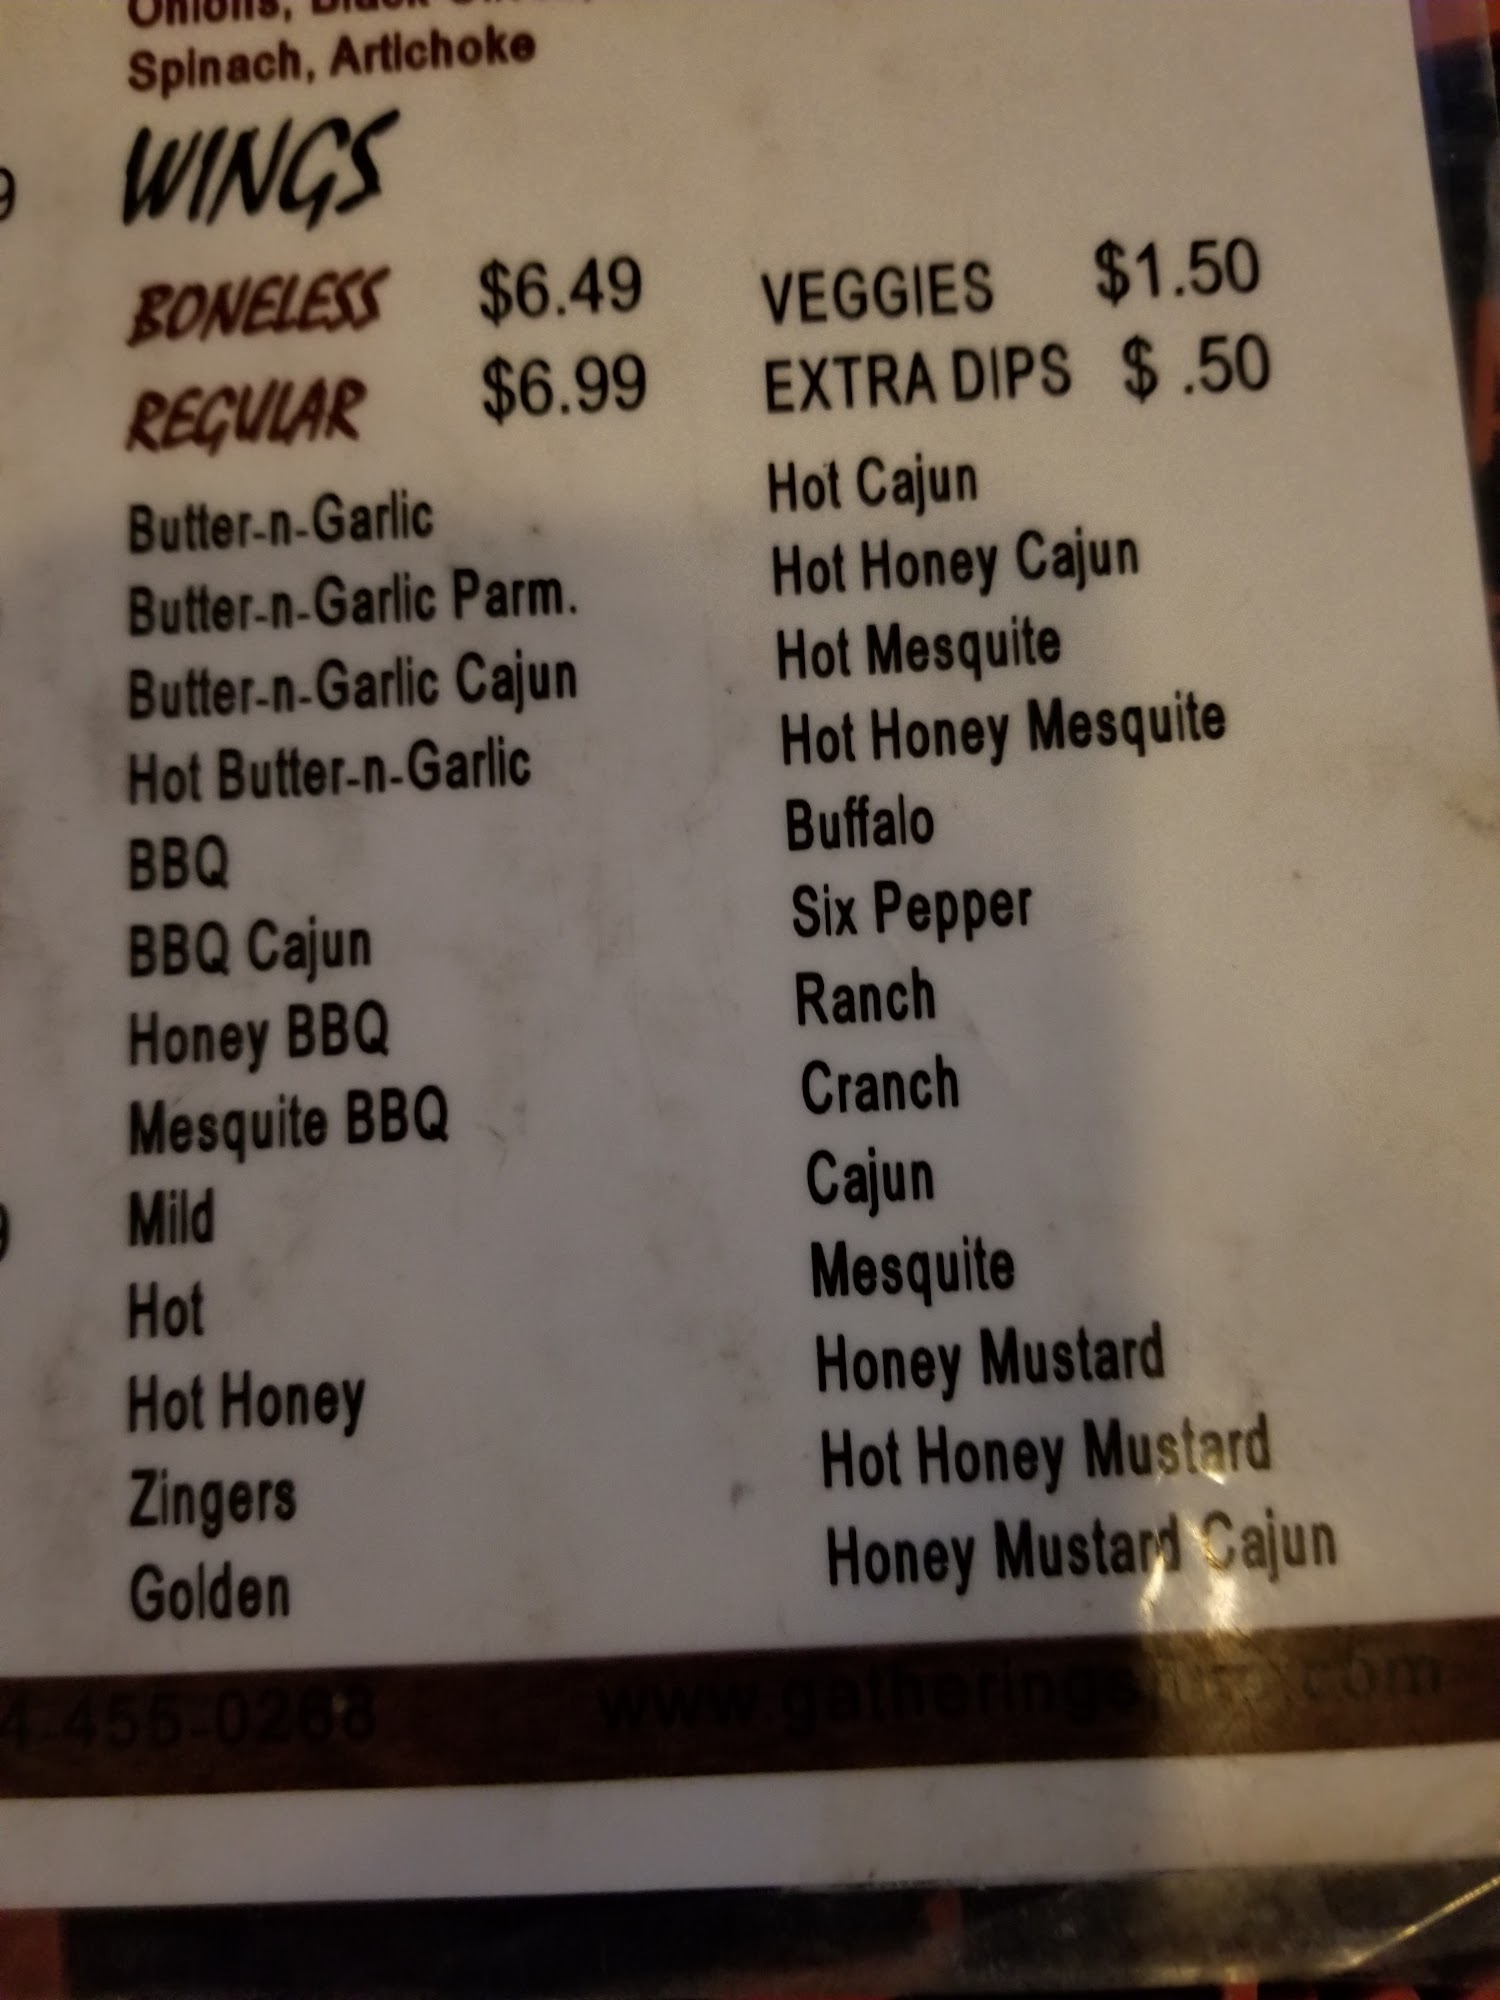 Spinach, Artichoke
WINGS
BONELESS $6.49
REGULAR $6.99
VEGGIES $1.50
EXTRA DIPS $ .50
Butter-n-Garlic
Butter-n-Garlic Parm.
Butter-n-Garlic Cajun
Hot Butter-n-Garlic
BBQ
BBQ Cajun
Honey BBQ
Mesquite BBQ
Mild
Hot
Hot Honey
Zingers
Golden
Hot Cajun
Hot Honey Cajun
Hot Mesquite
Hot Honey Mesquite
Buffalo
Six Pepper
Ranch
Cranch
Cajun
Mesquite
Honey Mustard
Hot Honey Mustard
Honey Mustard Cajun
4-455-0268